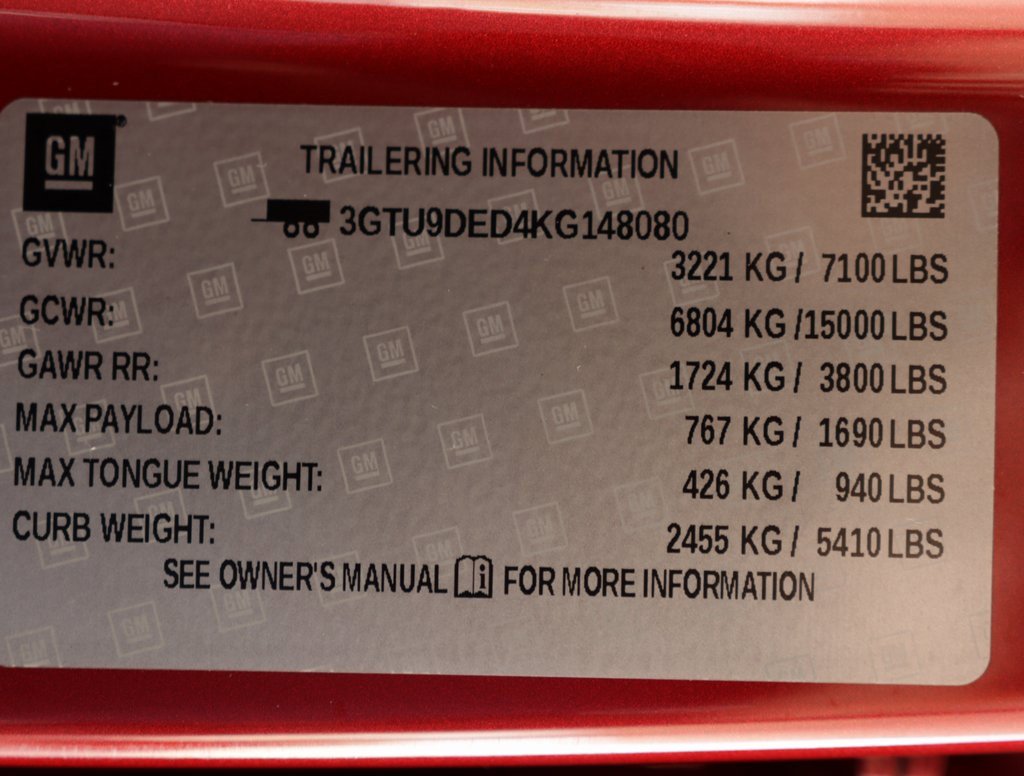 GM®
TRAILERING INFORMATION
3GTU9DED4KG148080
GVWR: 3221 KG / 7100 LBS
GCWR: 6804 KG /15000 LBS
GAWR RR: 1724 KG / 3800 LBS
MAX PAYLOAD: 767 KG / 1690 LBS
MAX TONGUE WEIGHT: 426 KG / 940 LBS
CURB WEIGHT: 2455 KG / 5410 LBS
SEE OWNER'S MANUAL i FOR MORE INFORMATION